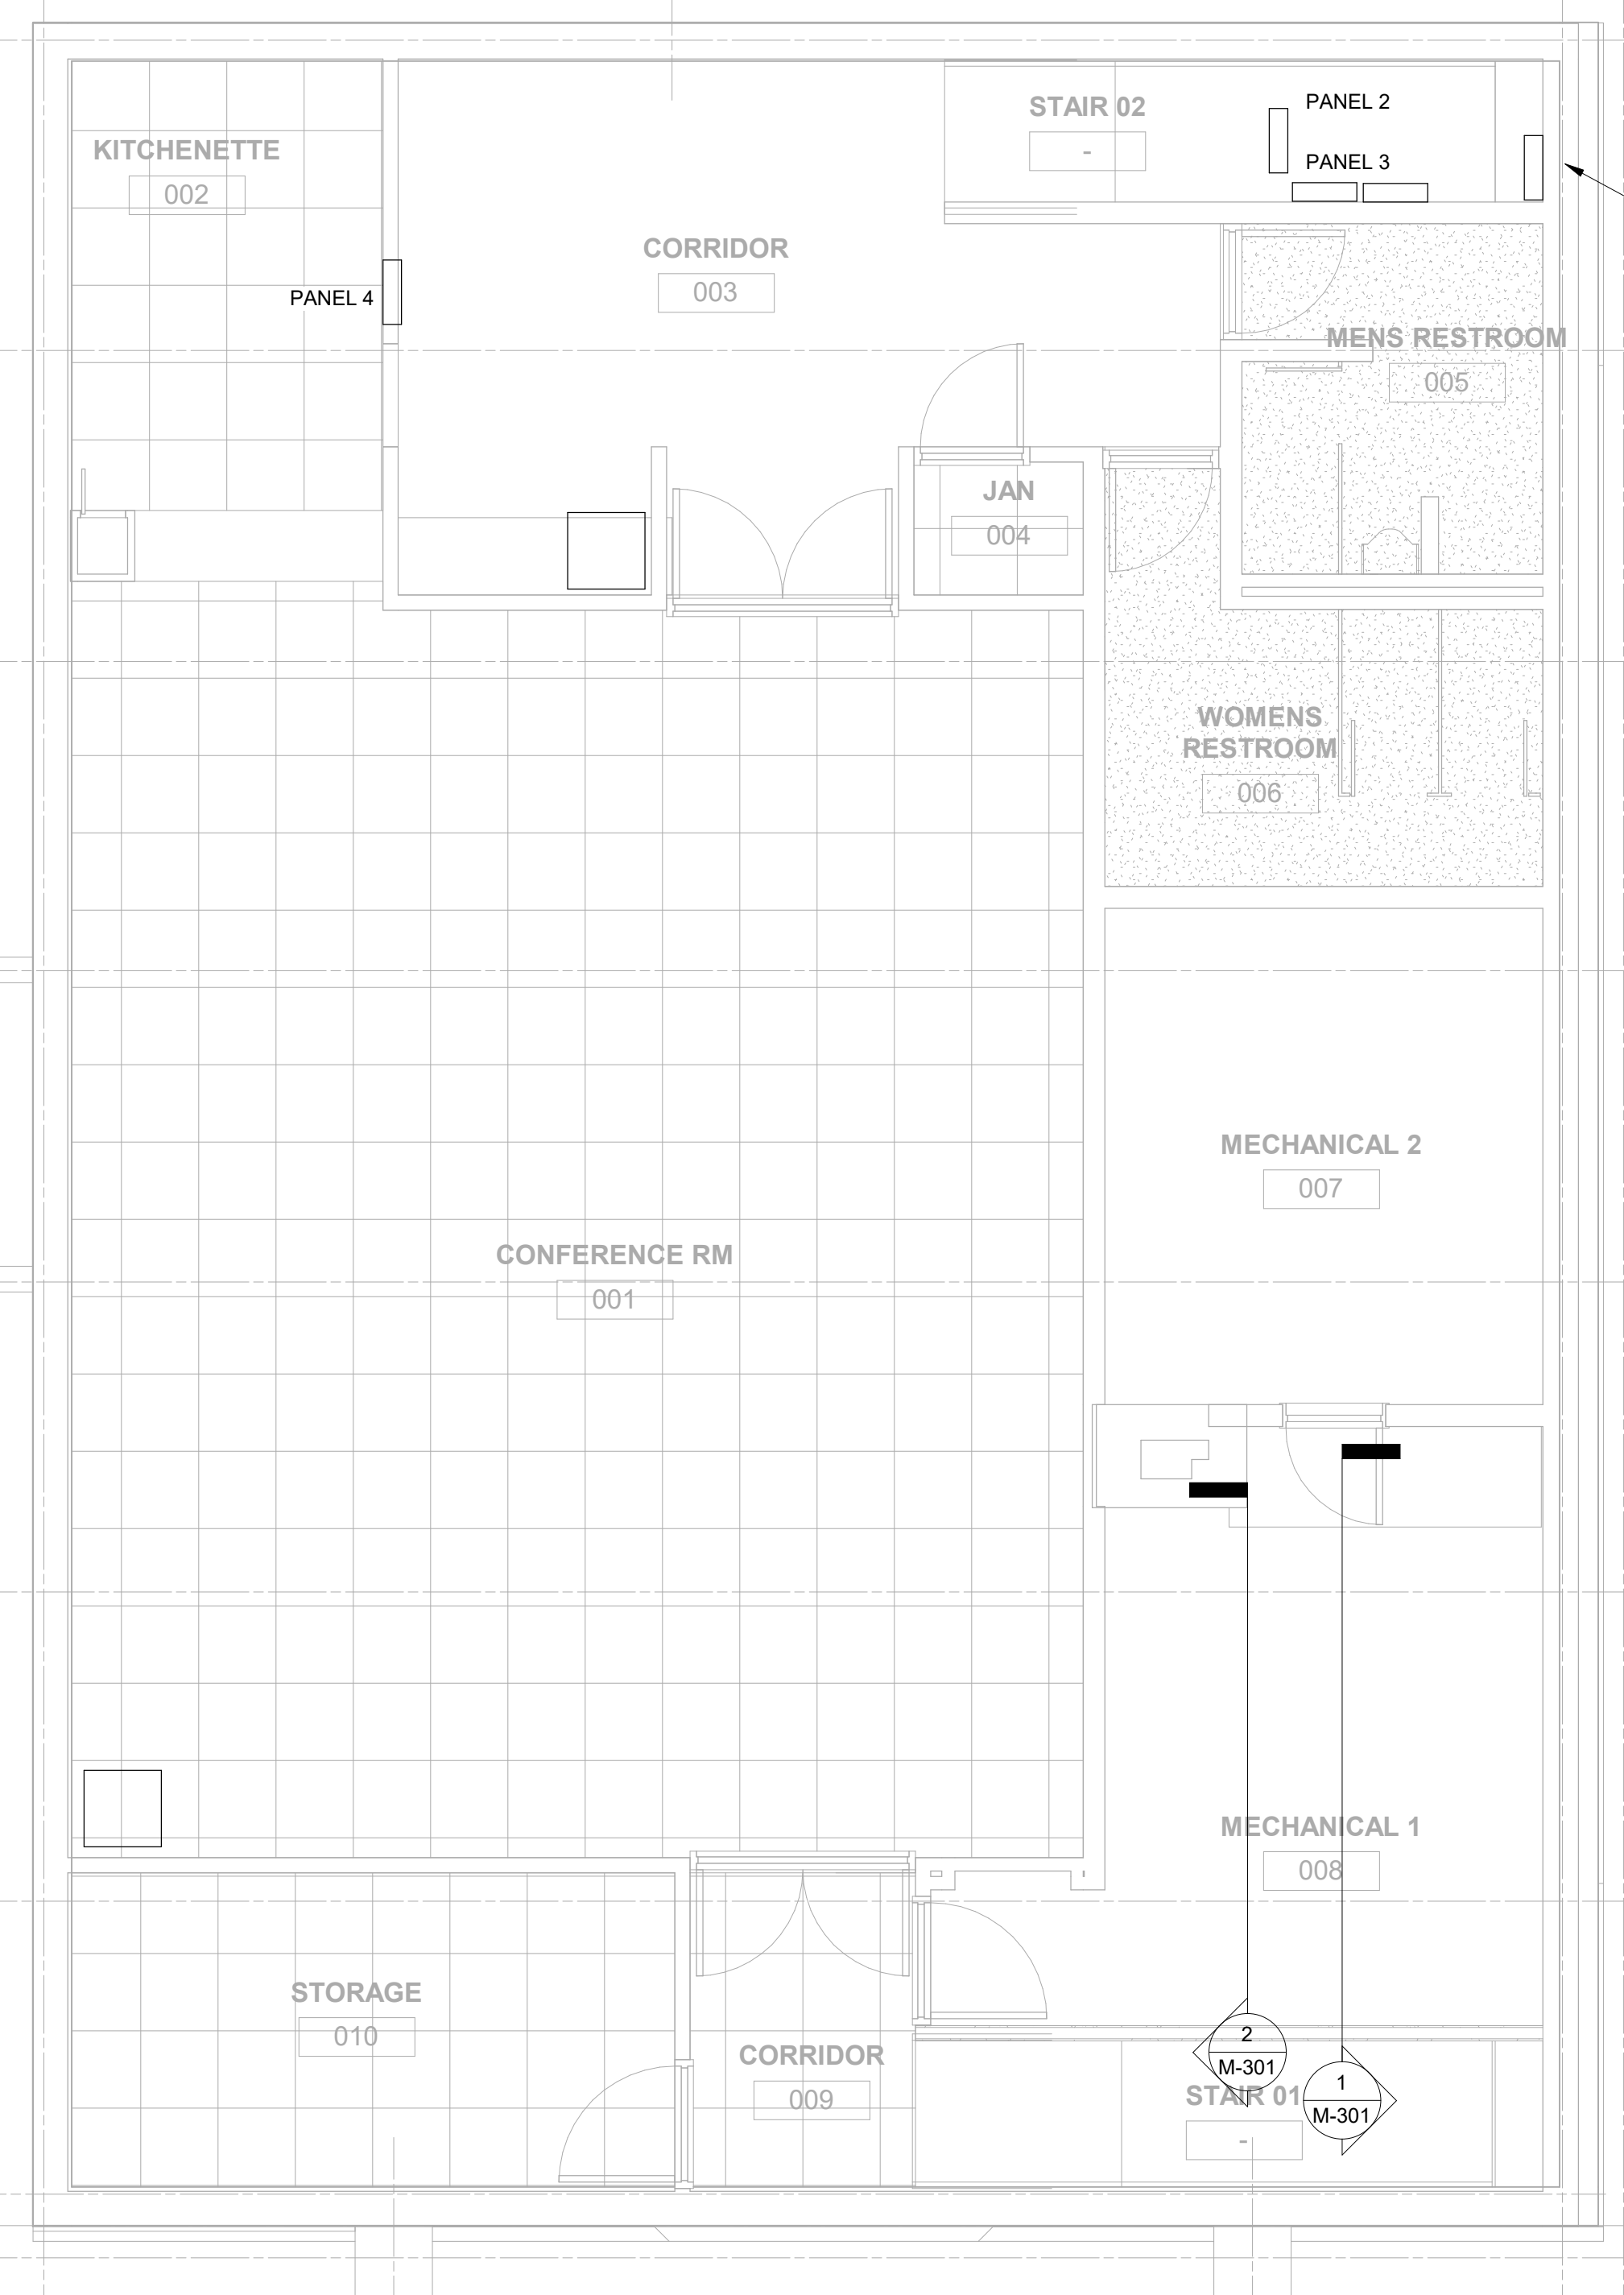 STAIR 02
-
PANEL 2
PANEL 3
KITCHENETTE
002
CORRIDOR
003
PANEL 4
MENS RESTROOM
005
JAN
004
WOMENS
RESTROOM
006
MECHANICAL 2
007
CONFERENCE RM
001
MECHANICAL 1
008
STORAGE
010
CORRIDOR
009
2
M-301
1
M-301
STAIR 01
-